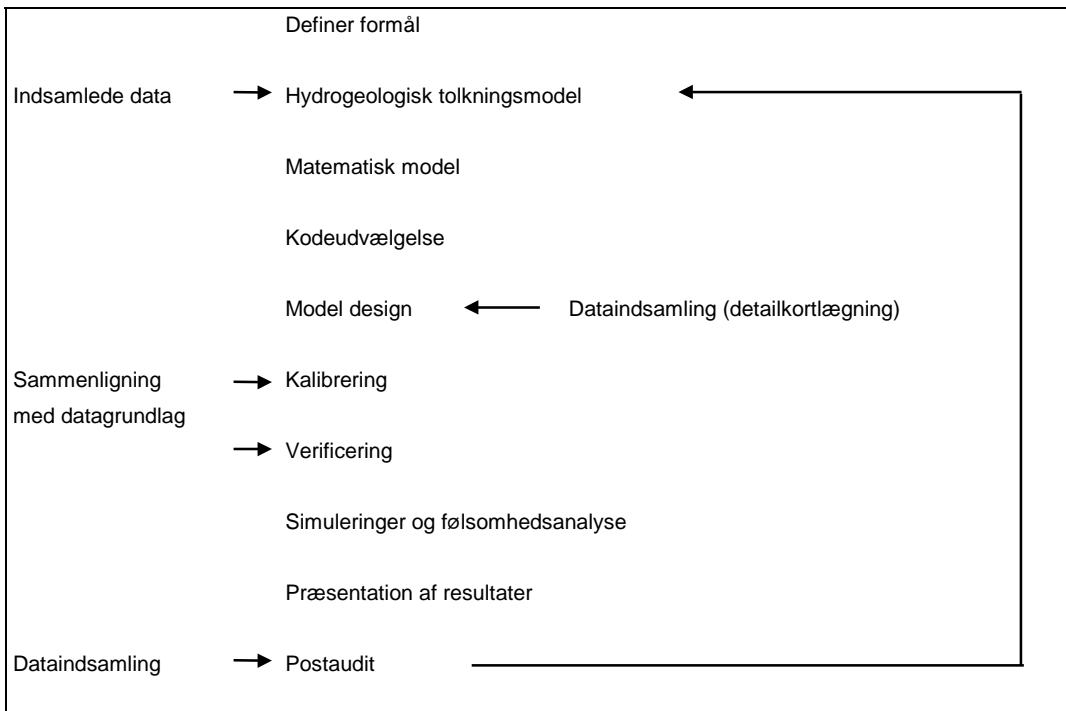 Definer formål
Indsamlede data
Hydrogeologisk tolkningsmodel
Matematisk model
Kodeudvælgelse
Model design
Dataindsamling (detailkortlægning)
Sammenligning
med datagrundlag
Kalibrering
Verificering
Simuleringer og følsomhedsanalyse
Præsentation af resultater
Dataindsamling
Postaudit